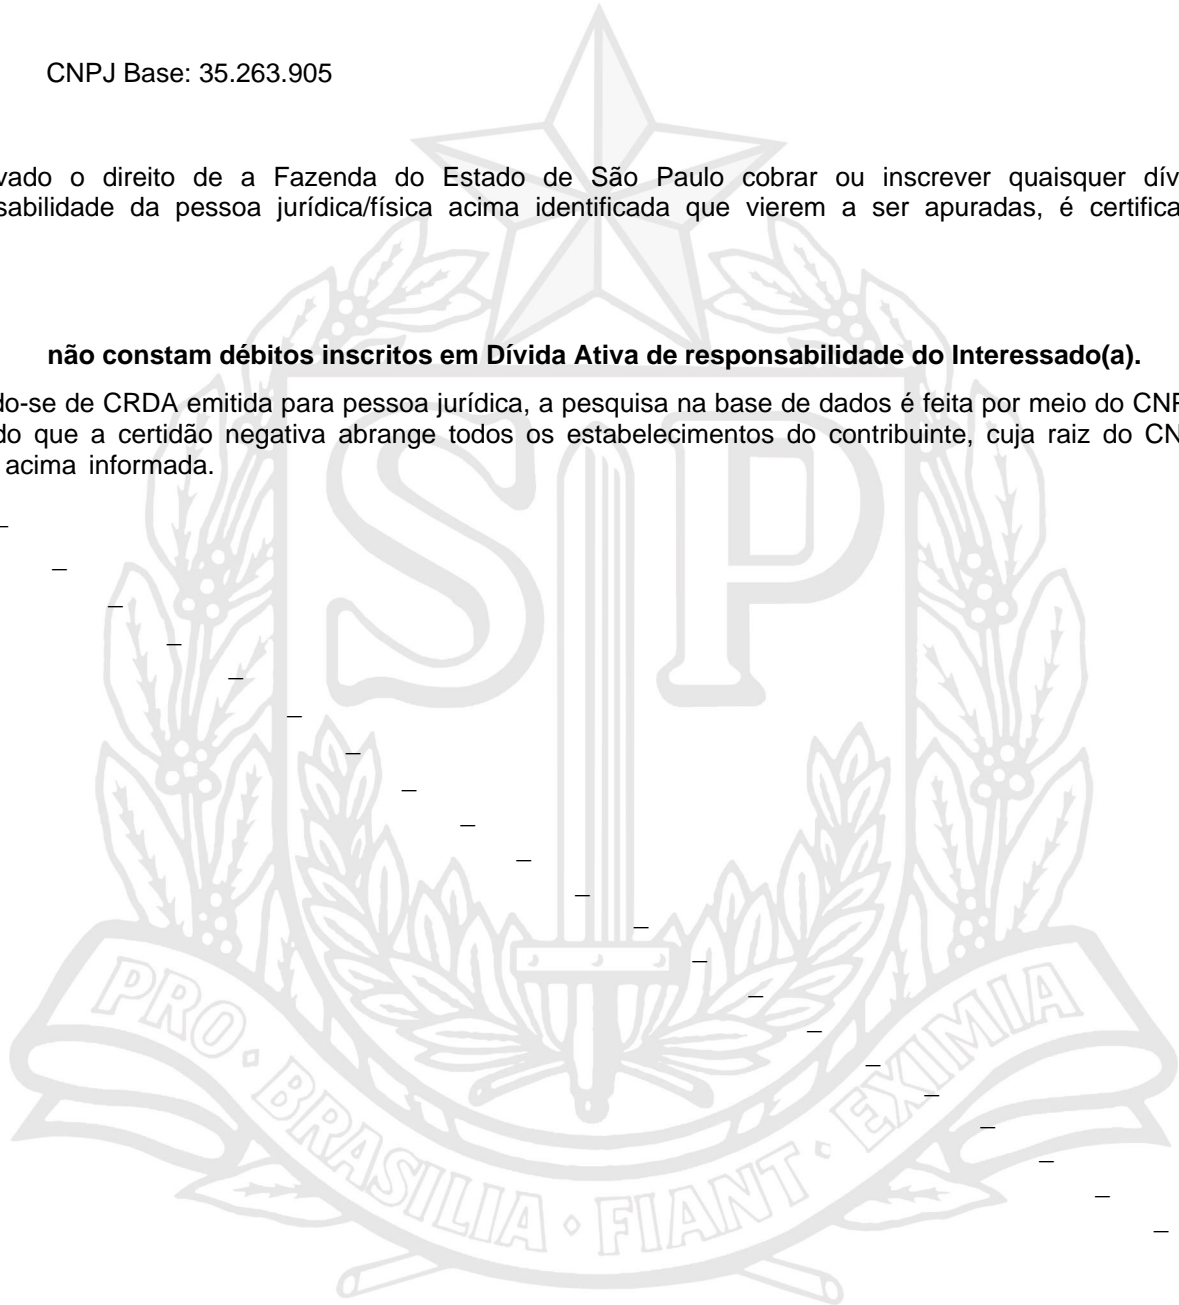 CNPJ Base: 35.263.905
vado o direito de a Fazenda do Estado de São Paulo cobrar ou inscrever quaisquer dív
sabilidade da pessoa jurídica/física acima identificada que vierem a ser apuradas, é certifica
não constam débitos inscritos em Dívida Ativa de responsabilidade do Interessado(a).
do-se de CRDA emitida para pessoa jurídica, a pesquisa na base de dados é feita por meio do CNP
do que a certidão negativa abrange todos os estabelecimentos do contribuinte, cuja raiz do CN
acima informada.
SP
PRO · BRASILIA · FIANT · EXIMIA